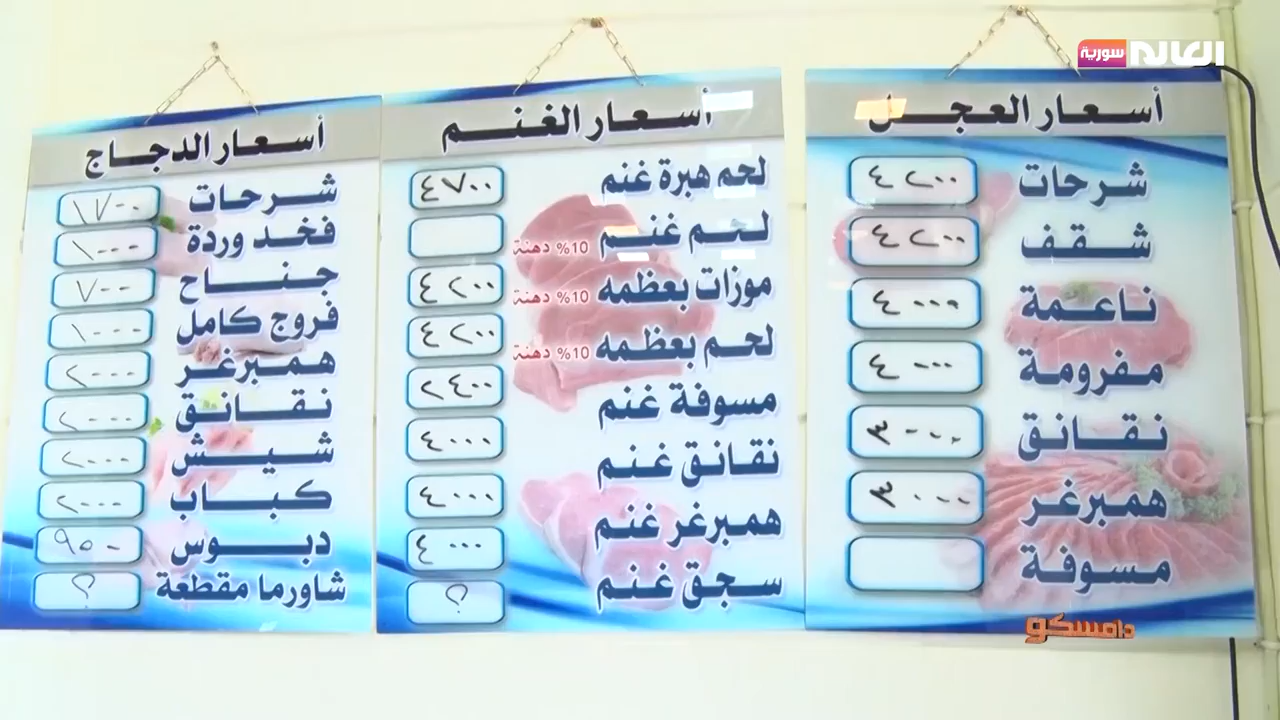 العالم سورية
أسعار العجل
شرحات ٤٢٠٠
شقف ٤٢٠٠
ناعمة ٤٠٠٠
مفرومة ٤٠٠٠
نقانق ٣٠٠٠
همبرغر ٣٠٠٠
مسوفة
أسعار الغنم
لحم هبرة غنم
لحم غنم 10% دهنة
موزات بعظمه 10% دهنة
لحم بعظمه 10% دهنة
مسوفة غنم
نقانق غنم
همبرغر غنم
سجق غنم
٤٧٠٠
٤٢٠٠
٤٢٠٠
٢٤٠٠
٤٠٠٠
٤٠٠٠
٤٠٠٠
؟
أسعار الدجاج
شرحات ١٧٠٠
فخد وردة ١٠٠٠
جناح ٧٠٠
فروج كامل ١٠٠٠
همبرغر ٢٠٠٠
نقانق ٢٠٠٠
شيش ٢٠٠٠
كباب ٢٠٠٠
دبوس ٩٥٠
شاورما مقطعة ؟
دامسكو